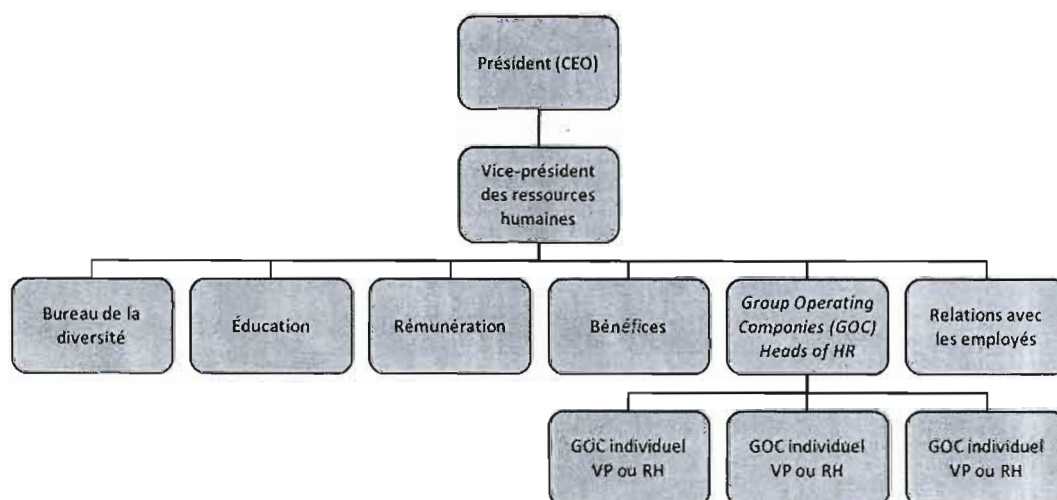 Président (CEO)
Vice-président
des ressources
humaines
Bureau de la
diversité
Éducation
Rémunération
Bénéfices
Group Operating
Companies (GOC)
Heads of HR
Relations avec
les employés
GOC individuel
VP ou RH
GOC individuel
VP ou RH
GOC individuel
VP ou RH